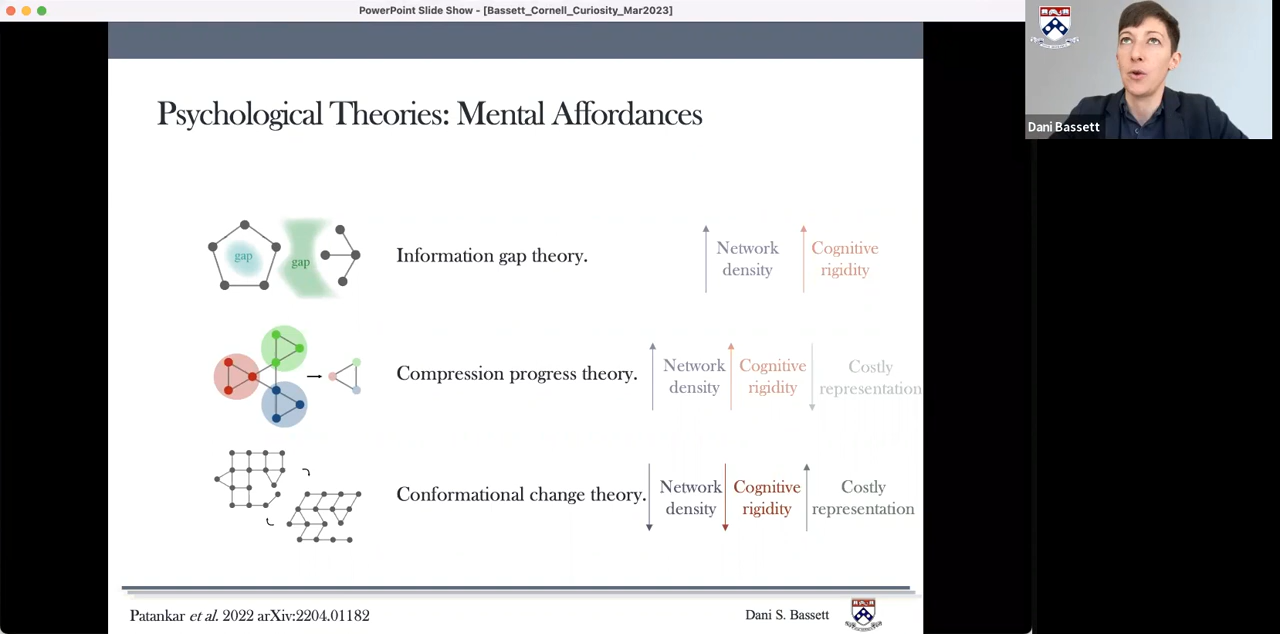 PowerPoint Slide Show - [Bassett_Cornell_Curiosity_Mar2023]
Dani Bassett
Psychological Theories: Mental Affordances
gap
gap
Information gap theory.
Network
density
Cognitive
rigidity
Compression progress theory.
Network
density
Cognitive
rigidity
Costly
representation
Conformational change theory.
Network
density
Cognitive
rigidity
Costly
representation
Patankar et al. 2022 arXiv:2204.01182
Dani S. Bassett